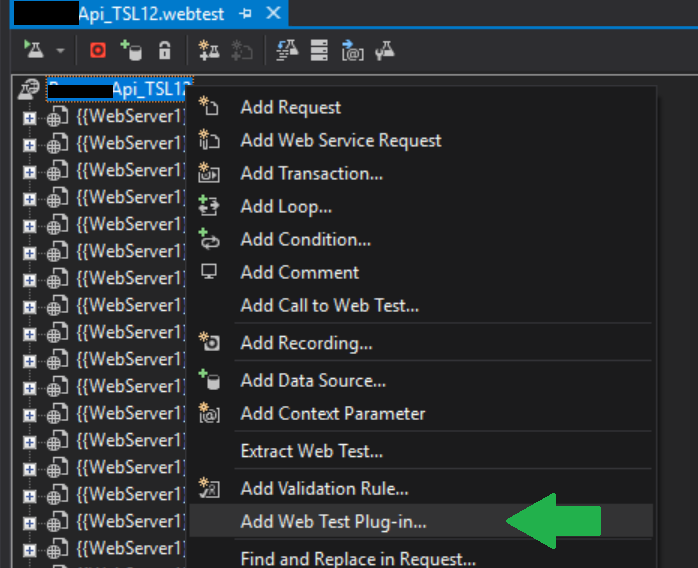 Api_TSL12.webtest
Api_TSL12
Add Request
{{WebServer1}
Add Web Service Request
{{WebServer1}
Add Transaction...
{{WebServer1}
Add Loop...
{{WebServer1}
{{WebServer1}
Add Condition...
{{WebServer1}
Add Comment
{{WebServer1}
Add Call to Web Test...
{{WebServer1}
{{WebServer1}
Add Recording...
{{WebServer1}
Add Data Source...
{{WebServer1}
Add Context Parameter
{{WebServer1}
{{WebServer1}
Extract Web Test...
{{WebServer1}
Add Validation Rule...
{{WebServer1}
Add Web Test Plug-in...
{{WebServer1}
{{WebServer1}
Find and Replace in Request...